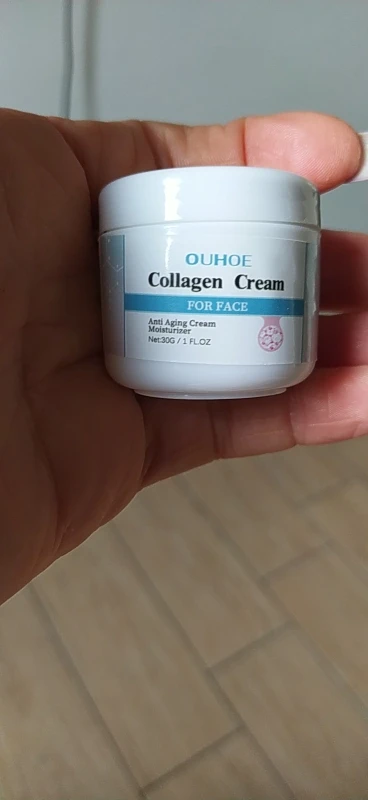 OUHOE
Collagen Cream
FOR FACE
Anti Aging Cream
Moisturizer
Net:30G / 1 FL.OZ